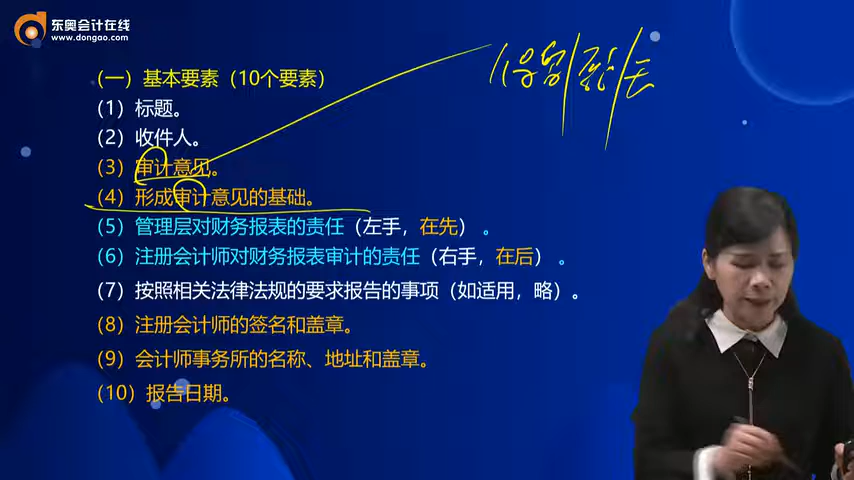 东奥会计在线
www.dongao.com
（一）基本要素（10个要素）
（1）标题。
（2）收件人。
（3）审计意见。
（4）形成审计意见的基础。
（5）管理层对财务报表的责任（左手，在先）。
（6）注册会计师对财务报表审计的责任（右手，在后）。
（7）按照相关法律法规的要求报告的事项（如适用，略）。
（8）注册会计师的签名和盖章。
（9）会计师事务所的名称、地址和盖章。
（10）报告日期。